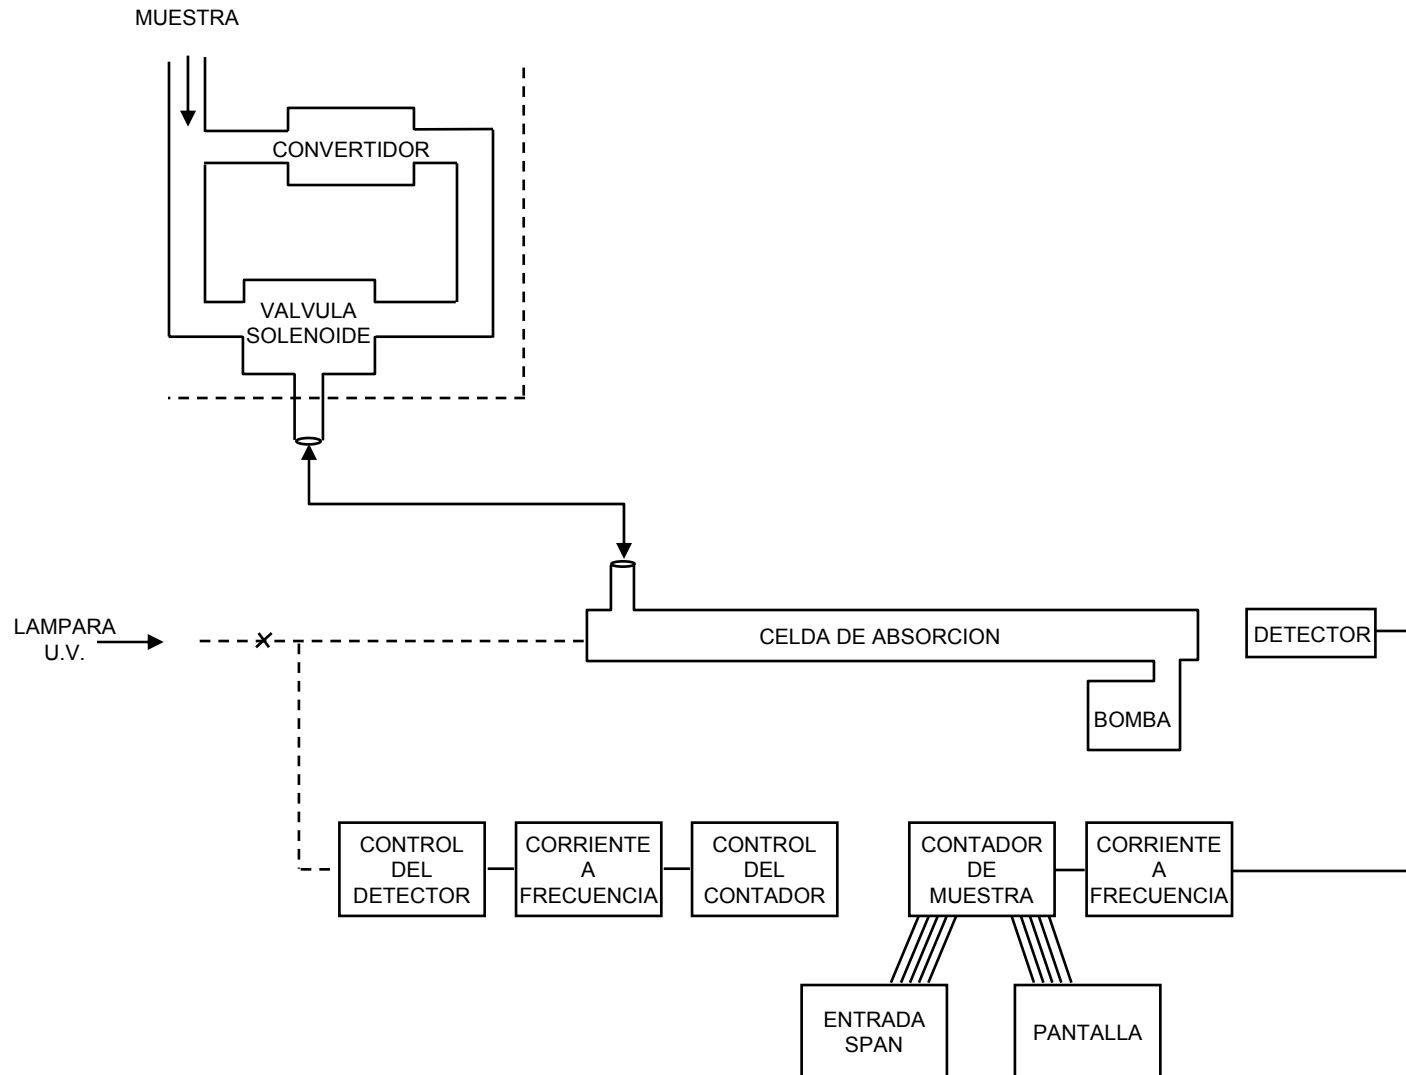 MUESTRA
CONVERTIDOR
VALVULA
SOLENOIDE
LAMPARA
U.V.
CELDA DE ABSORCION
DETECTOR
BOMBA
CONTROL
DEL
DETECTOR
CORRIENTE
A
FRECUENCIA
CONTROL
DEL
CONTADOR
CONTADOR
DE
MUESTRA
CORRIENTE
A
FRECUENCIA
ENTRADA
SPAN
PANTALLA